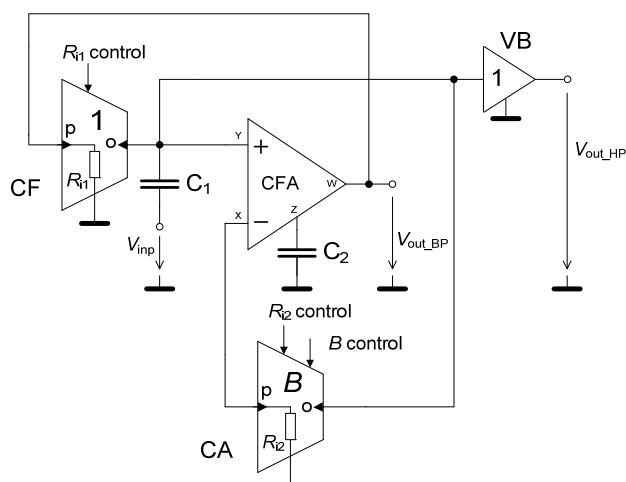 VB
1
Vout_HP
Ri1 control
p
1
o
Ri1
CF
C1
Vinp
Y
+
CFA
W
X
−
Z
C2
Vout_BP
Ri2 control
B control
B
p
o
Ri2
CA